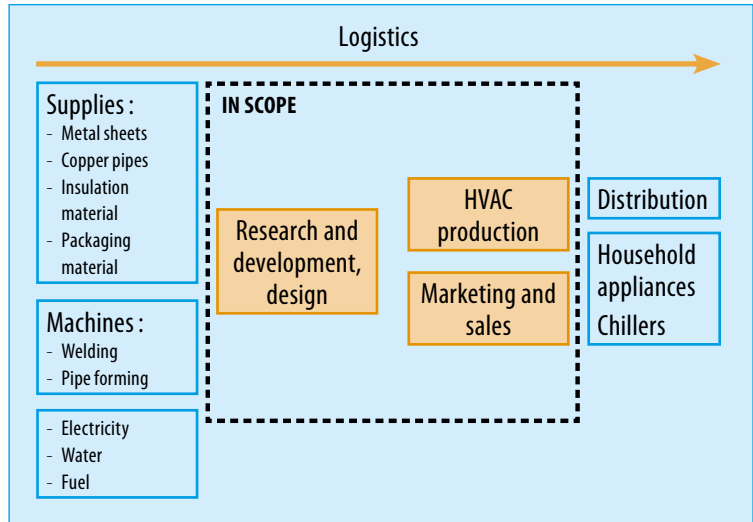 Logistics
Supplies :
- Metal sheets
- Copper pipes
- Insulation
material
- Packaging
material
Machines :
- Welding
- Pipe forming
- Electricity
- Water
- Fuel
IN SCOPE
Research and
development,
design
HVAC
production
Marketing and
sales
Distribution
Household
appliances
Chillers